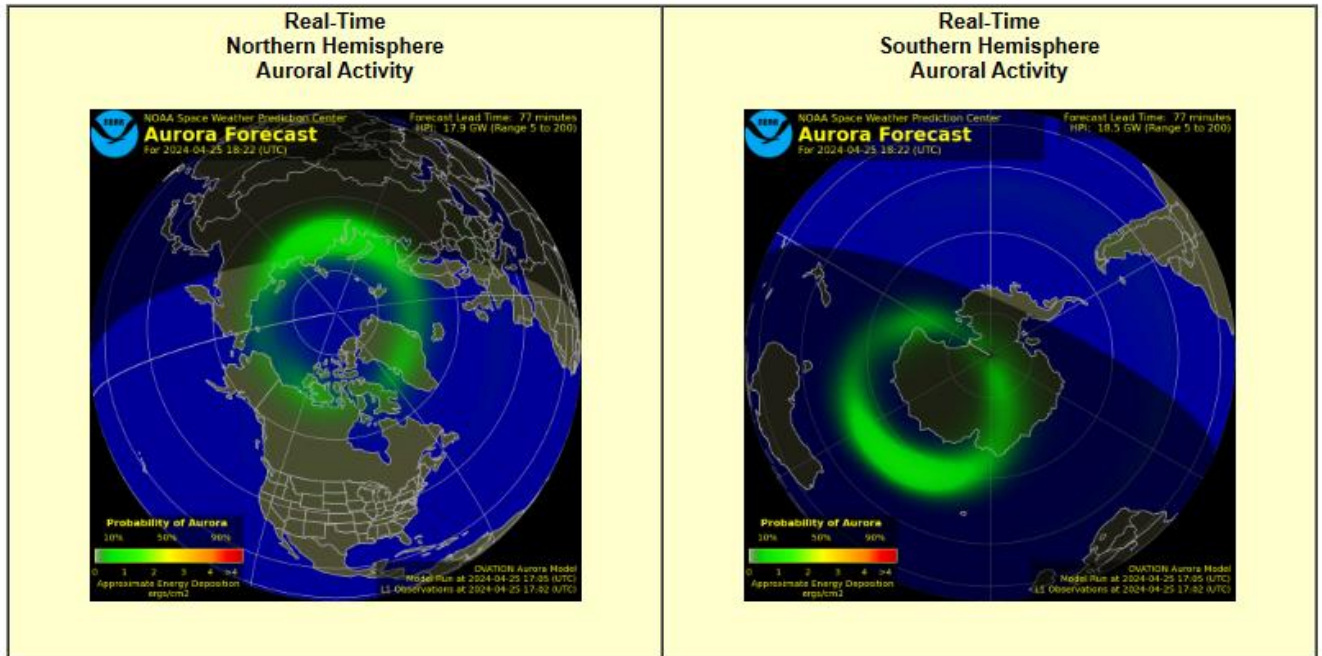 Real-Time
Northern Hemisphere
Auroral Activity
NOAA
NOAA Space Weather Prediction Center
Aurora Forecast
For 2024-04-25 18:22 (UTC)
Forecast Lead Time: 77 minutes
HPI: 17.9 GW (Range 5 to 200)
Probability of Aurora
10% 50% 90%
0 1 2 3 4 >4
Approximate Energy Deposition
ergs/cm2
OVATION Aurora Model
Model Run at 2024-04-25 17:05 (UTC)
L1 Observations at 2024-04-25 17:02 (UTC)
Real-Time
Southern Hemisphere
Auroral Activity
NOAA
NOAA Space Weather Prediction Center
Aurora Forecast
For 2024-04-25 18:22 (UTC)
Forecast Lead Time: 77 minutes
HPI: 18.5 GW (Range 5 to 200)
Probability of Aurora
10% 50% 90%
0 1 2 3 4 >4
Approximate Energy Deposition
ergs/cm2
OVATION Aurora Model
Model Run at 2024-04-25 17:05 (UTC)
L1 Observations at 2024-04-25 17:02 (UTC)